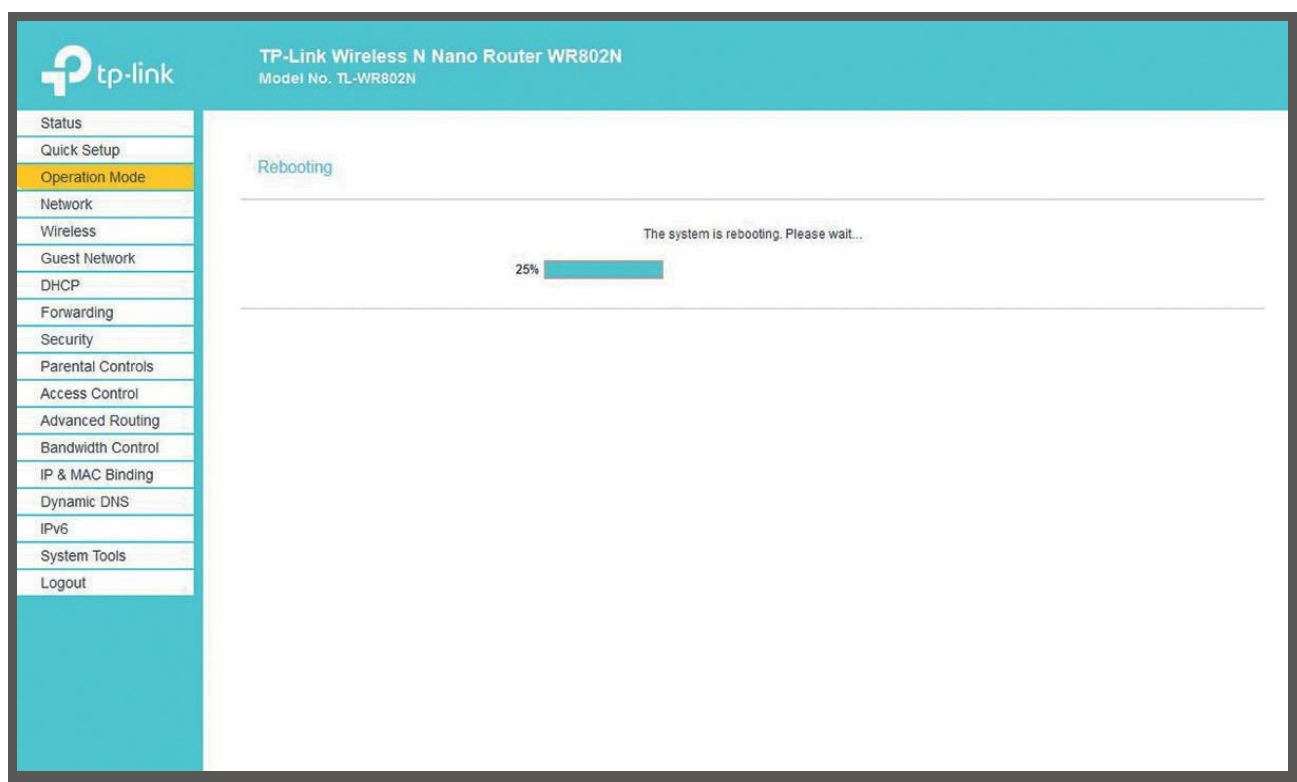 tp-link
TP-Link Wireless N Nano Router WR802N
Model No. TL-WR802N
Status
Quick Setup
Operation Mode
Network
Wireless
Guest Network
DHCP
Forwarding
Security
Parental Controls
Access Control
Advanced Routing
Bandwidth Control
IP & MAC Binding
Dynamic DNS
IPv6
System Tools
Logout
Rebooting
The system is rebooting. Please wait...
25%